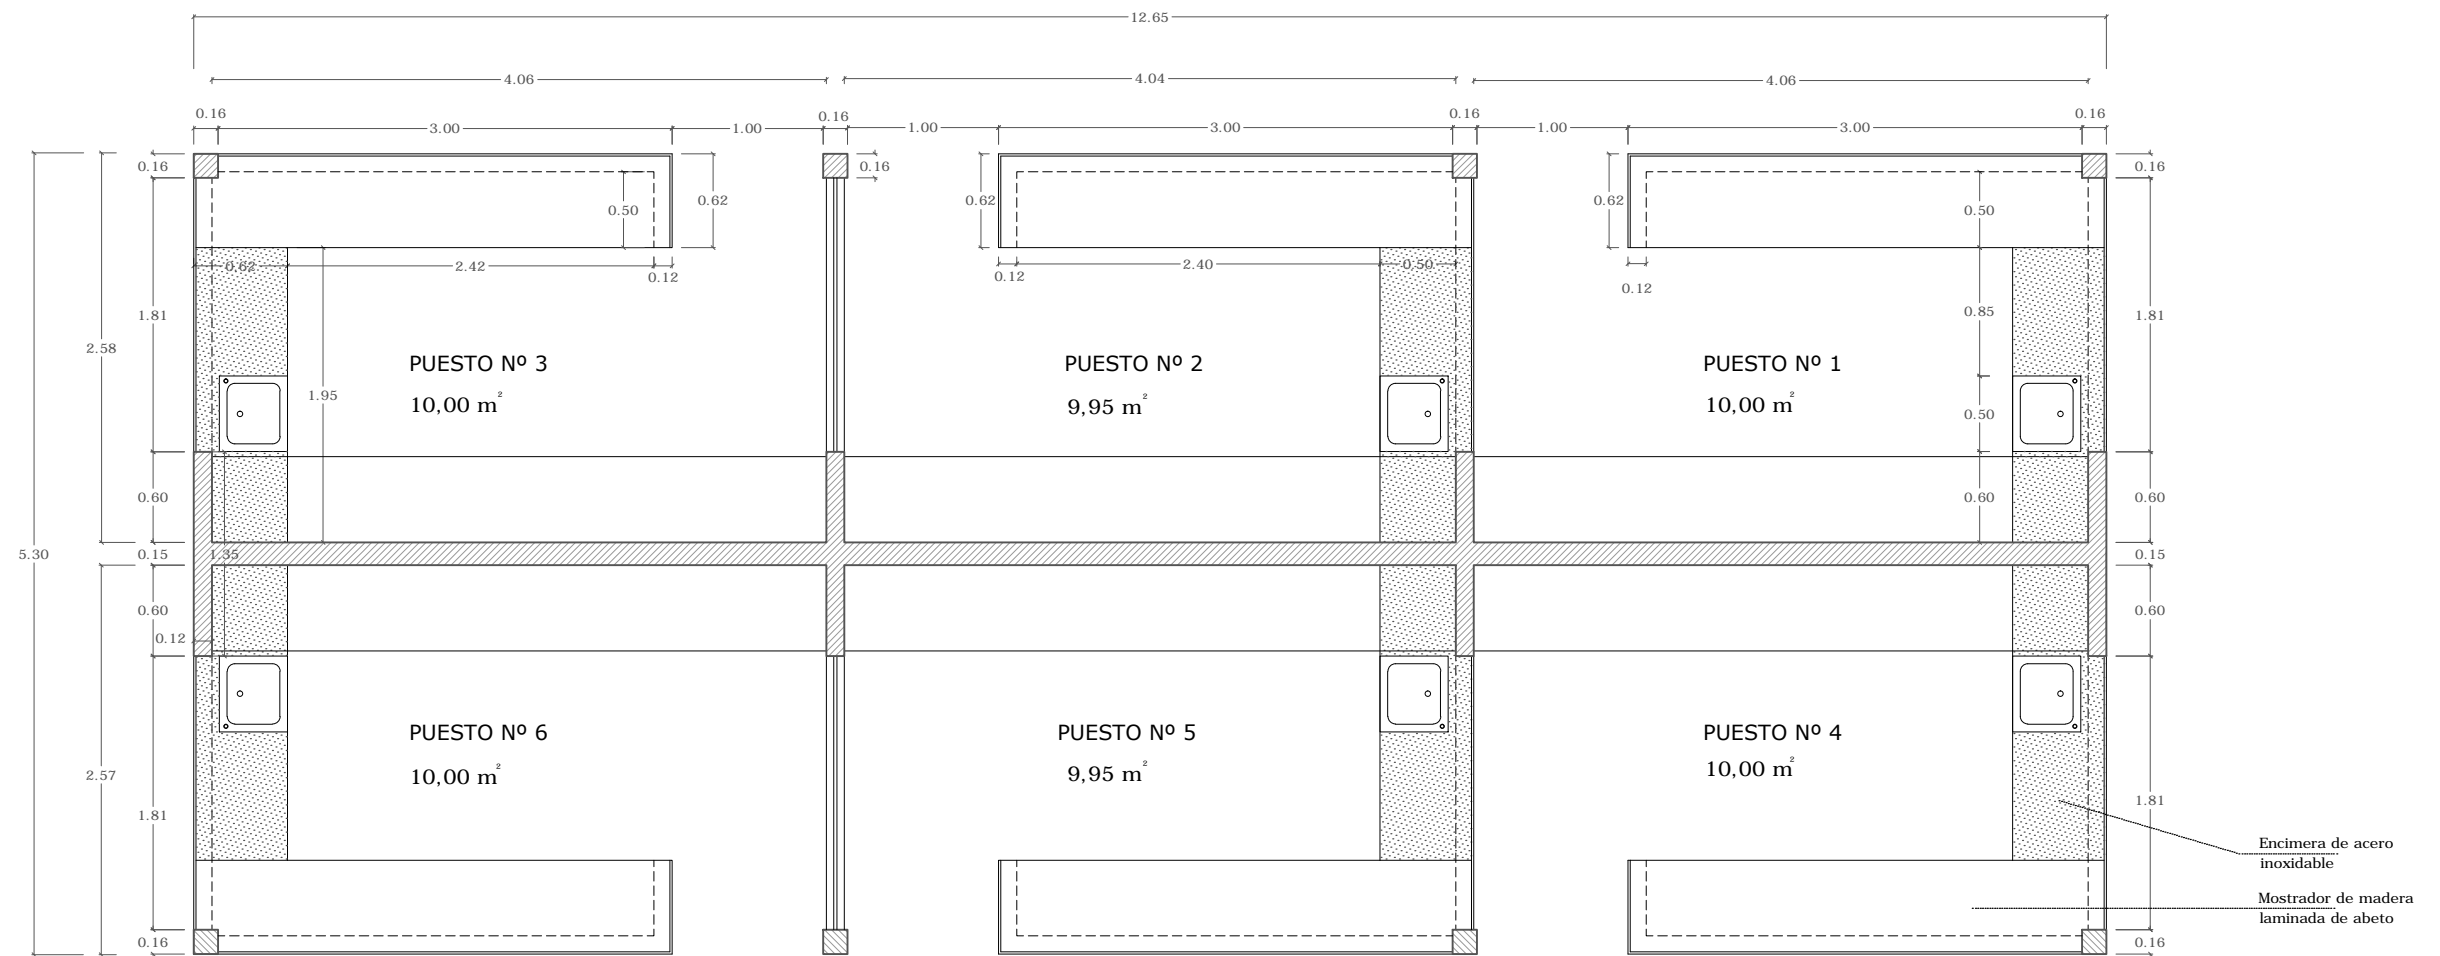 12.65
4.06 4.04 4.06
0.16 3.00 1.00 0.16 1.00 3.00 0.16 1.00 3.00 0.16
0.16 0.16 0.16
0.50 0.62 0.62 0.62 0.50
0.62 2.42 0.12 0.12 2.40 0.50 0.12
1.81 0.85 1.81
2.58
PUESTO Nº 3 PUESTO Nº 2 PUESTO Nº 1
1.95
10,00 m² 9,95 m² 10,00 m²
0.50
0.60 0.60 0.60
5.30 0.15 1.35 0.15
0.60 0.60
0.12
PUESTO Nº 6 PUESTO Nº 5 PUESTO Nº 4
2.57 10,00 m² 9,95 m² 10,00 m²
1.81 1.81
Encimera de acero
inoxidable
Mostrador de madera
laminada de abeto
0.16 0.16